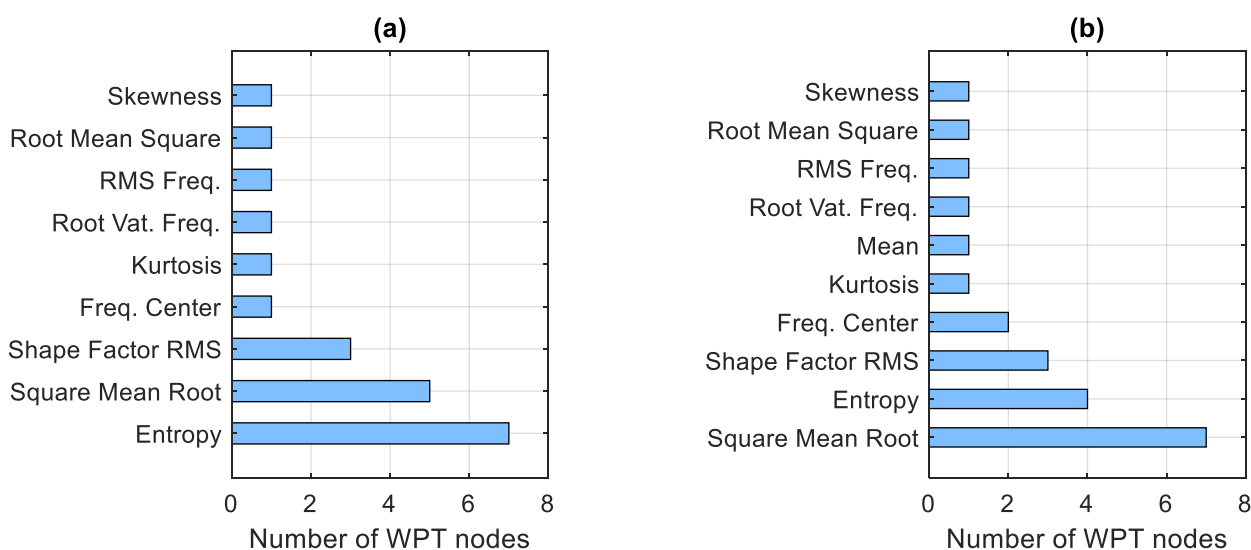 (a)
Skewness
Root Mean Square
RMS Freq.
Root Vat. Freq.
Kurtosis
Freq. Center
Shape Factor RMS
Square Mean Root
Entropy
0 2 4 6 8
Number of WPT nodes
(b)
Skewness
Root Mean Square
RMS Freq.
Root Vat. Freq.
Mean
Kurtosis
Freq. Center
Shape Factor RMS
Entropy
Square Mean Root
0 2 4 6 8
Number of WPT nodes